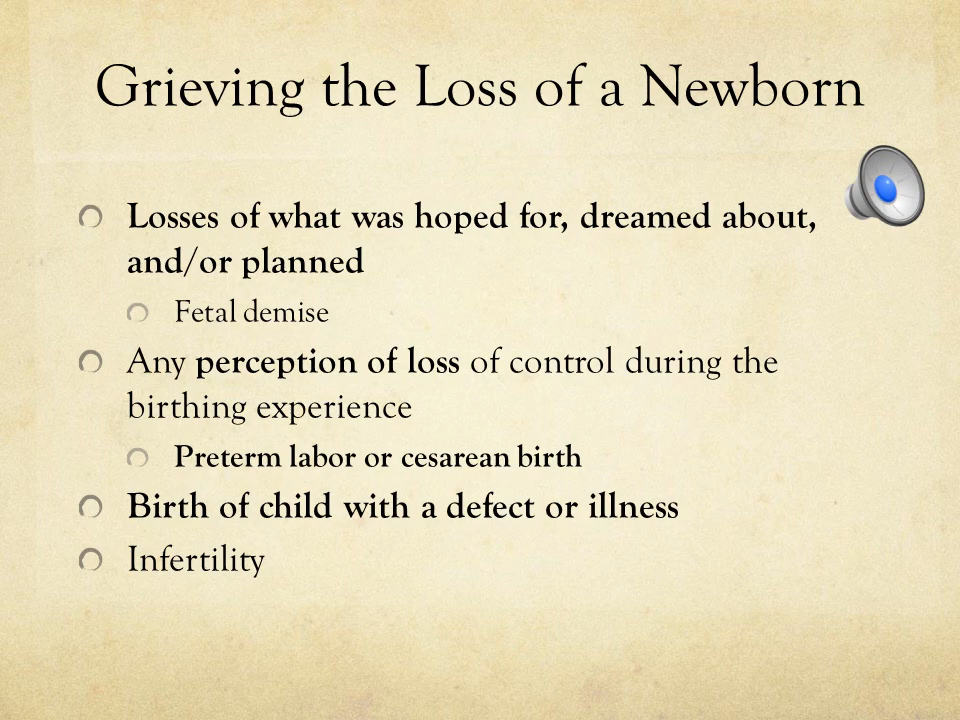 Grieving the Loss of a Newborn
Losses of what was hoped for, dreamed about,
and/or planned
Fetal demise
Any perception of loss of control during the
birthing experience
Preterm labor or cesarean birth
Birth of child with a defect or illness
Infertility